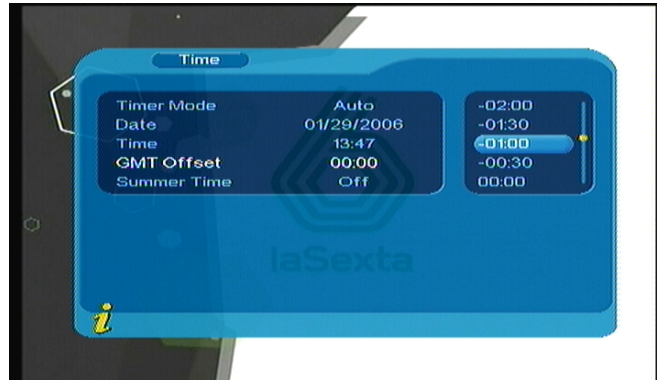 Time
Timer Mode Auto
Date 01/29/2006
Time 13:47
GMT Offset 00:00
Summer Time Off
-02:00
-01:30
-01:00
-00:30
00:00
laSexta
i